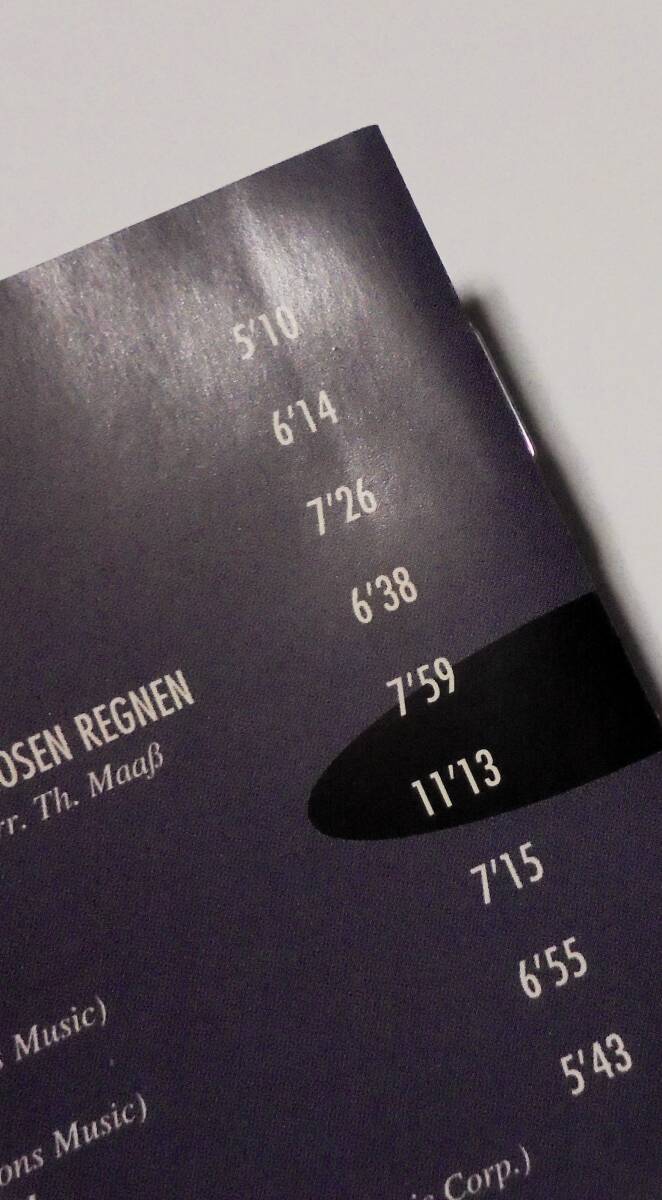 5'10
6'14
7'26
6'38
OSEN REGNEN 7'59
rr. Th. Maaß
11'13
7'15
6'55
s Music) 5'43
ons Music)
ic Corp.)